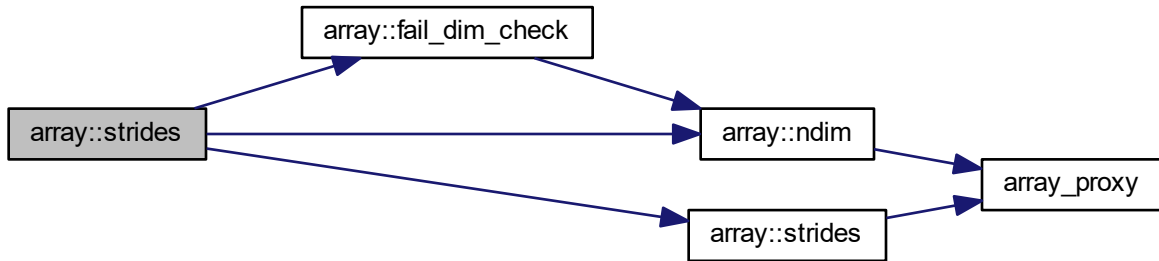 array::fail_dim_check
array::strides
array::ndim
array_proxy
array::strides